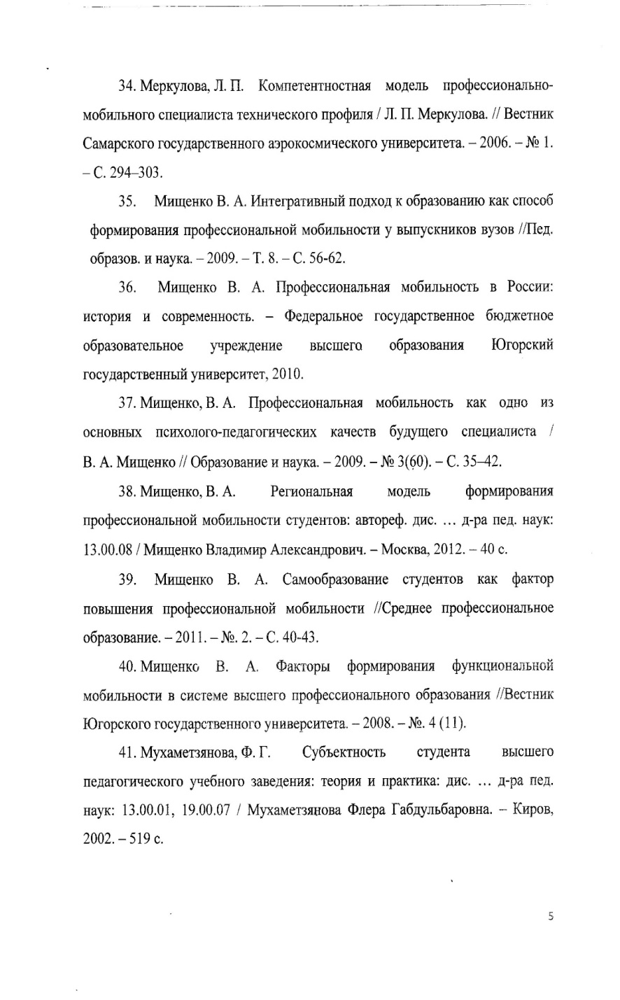 34. Меркулова, Л. П. Компетентностная модель профессионально-
мобильного специалиста технического профиля / Л. П. Меркулова. // Вестник
Самарского государственного аэрокосмического университета. – 2006. – № 1.
– С. 294–303.
35. Мищенко В. А. Интегративный подход к образованию как способ
формирования профессиональной мобильности у выпускников вузов //Пед.
образов. и наука. – 2009. – Т. 8. – С. 56-62.
36. Мищенко В. А. Профессиональная мобильность в России:
история и современность. – Федеральное государственное бюджетное
образовательное учреждение высшего образования Югорский
государственный университет, 2010.
37. Мищенко, В. А. Профессиональная мобильность как одно из
основных психолого-педагогических качеств будущего специалиста /
В. А. Мищенко // Образование и наука. – 2009. – № 3(60). – С. 35–42.
38. Мищенко, В. А. Региональная модель формирования
профессиональной мобильности студентов: автореф. дис. … д-ра пед. наук:
13.00.08 / Мищенко Владимир Александрович. – Москва, 2012. – 40 с.
39. Мищенко В. А. Самообразование студентов как фактор
повышения профессиональной мобильности //Среднее профессиональное
образование. – 2011. – №. 2. – С. 40-43.
40. Мищенко В. А. Факторы формирования функциональной
мобильности в системе высшего профессионального образования //Вестник
Югорского государственного университета. – 2008. – №. 4 (11).
41. Мухаметзянова, Ф. Г. Субъектность студента высшего
педагогического учебного заведения: теория и практика: дис. … д-ра пед.
наук: 13.00.01, 19.00.07 / Мухаметзянова Флера Габдульбаровна. – Киров,
2002. – 519 с.
5